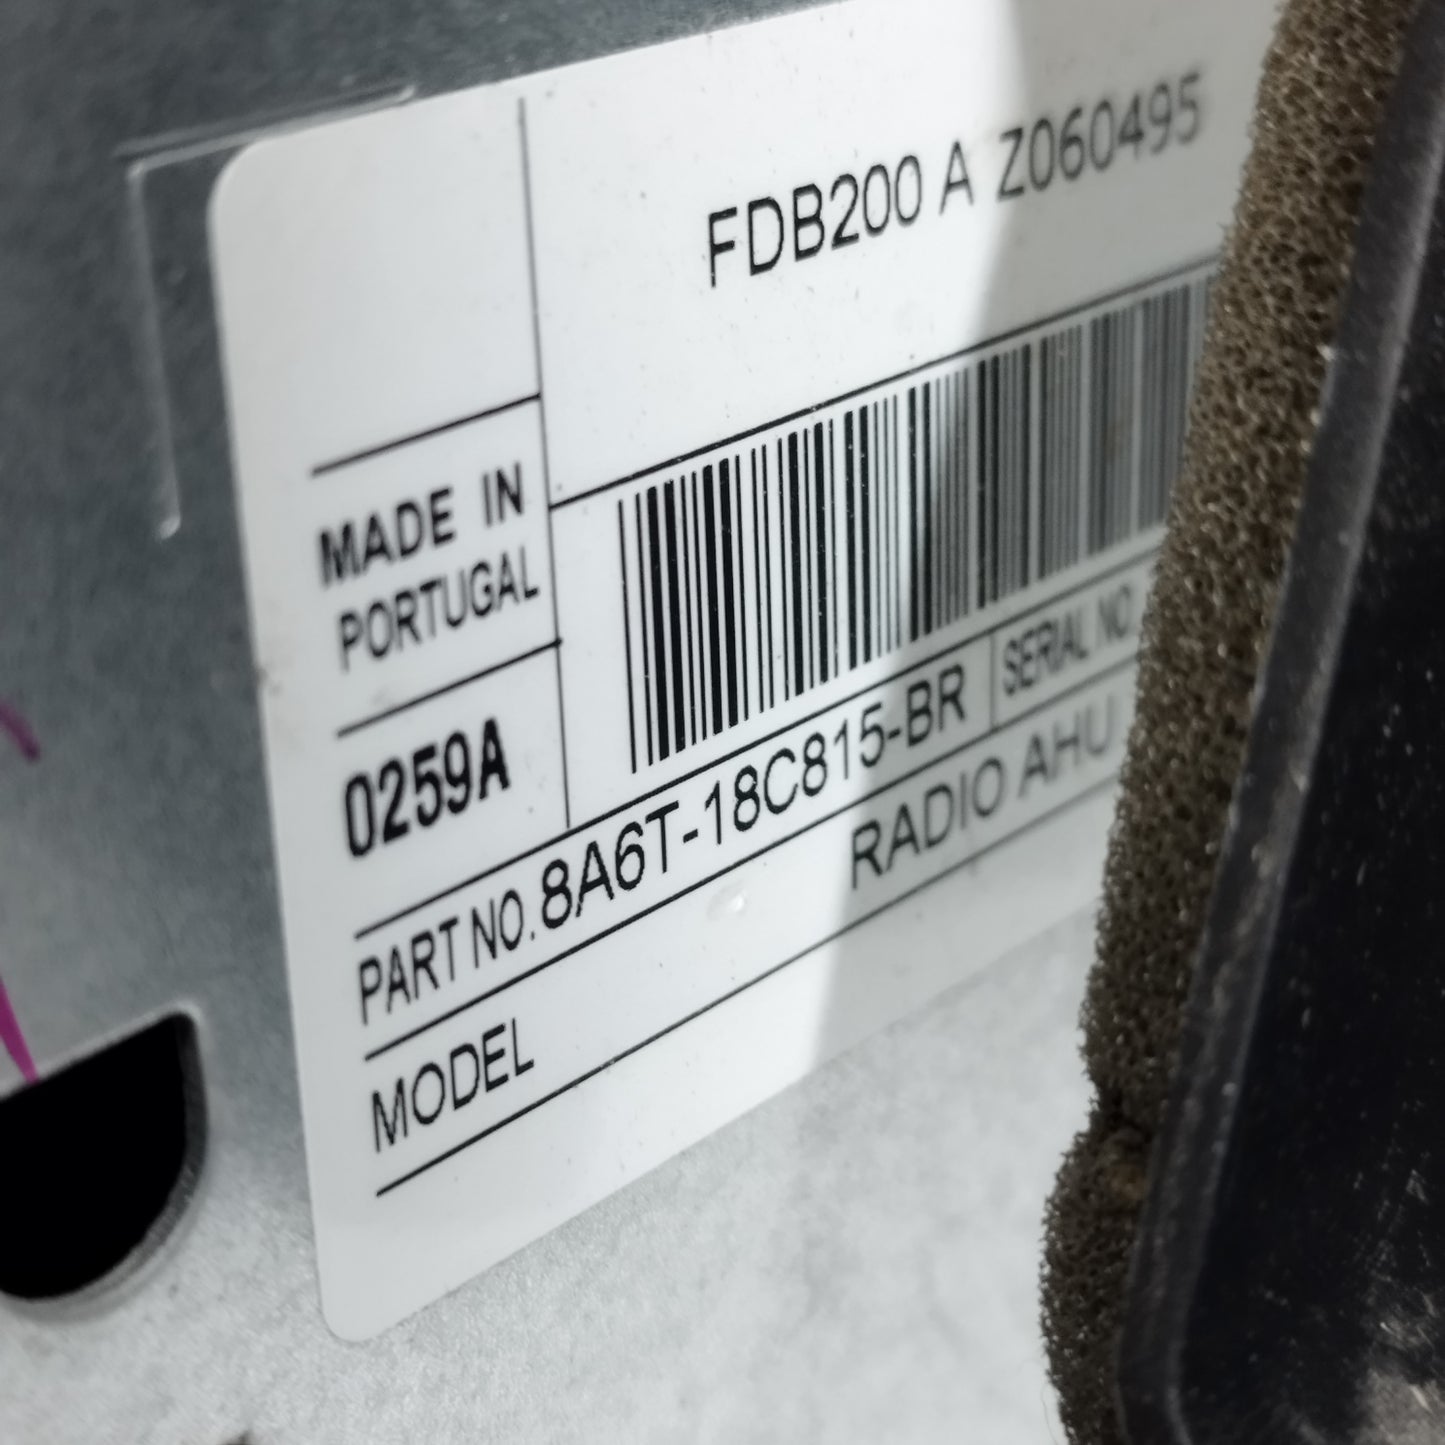 FDB200 A Z060495
MADE IN
PORTUGAL
0259A
PART NO. 8A6T-18C815-BR SERIAL NO
MODEL RADIO AHU